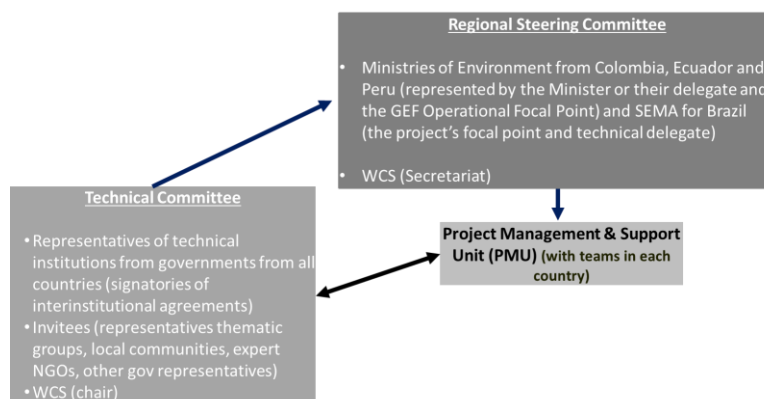 Regional Steering Committee
• Ministries of Environment from Colombia, Ecuador and
Peru (represented by the Minister or their delegate and
the GEF Operational Focal Point) and SEMA for Brazil
(the project's focal point and technical delegate)
• WCS (Secretariat)
Technical Committee
• Representatives of technical
institutions from governments from all
countries (signatories of
interinstitutional agreements)
• Invitees (representatives thematic
groups, local communities, expert
NGOs, other gov representatives)
• WCS (chair)
Project Management & Support
Unit (PMU) (with teams in each
country)